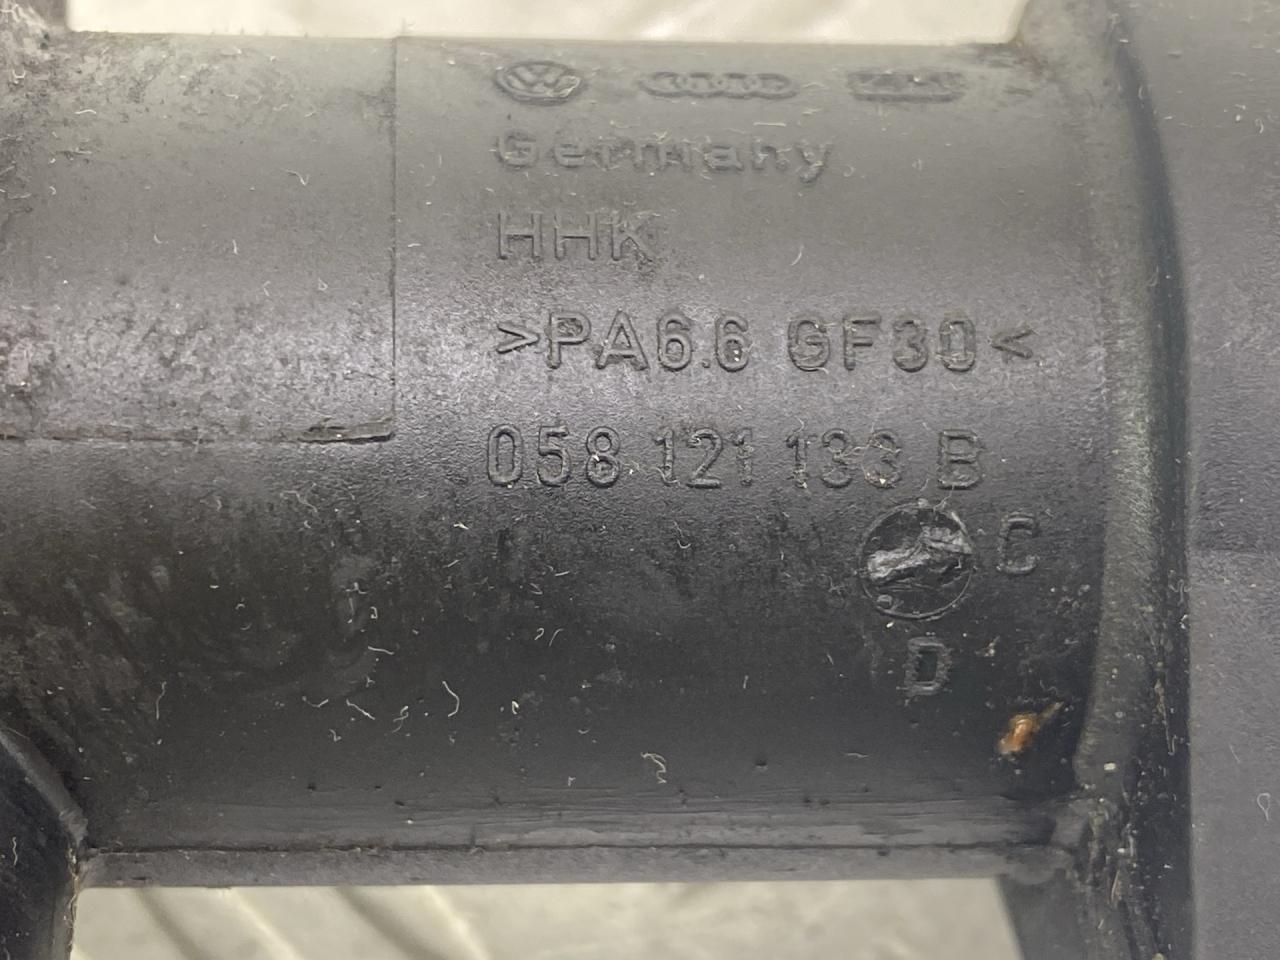 Germany
HHK
>PA6.6 GF30<
058 121 133 B
C
D